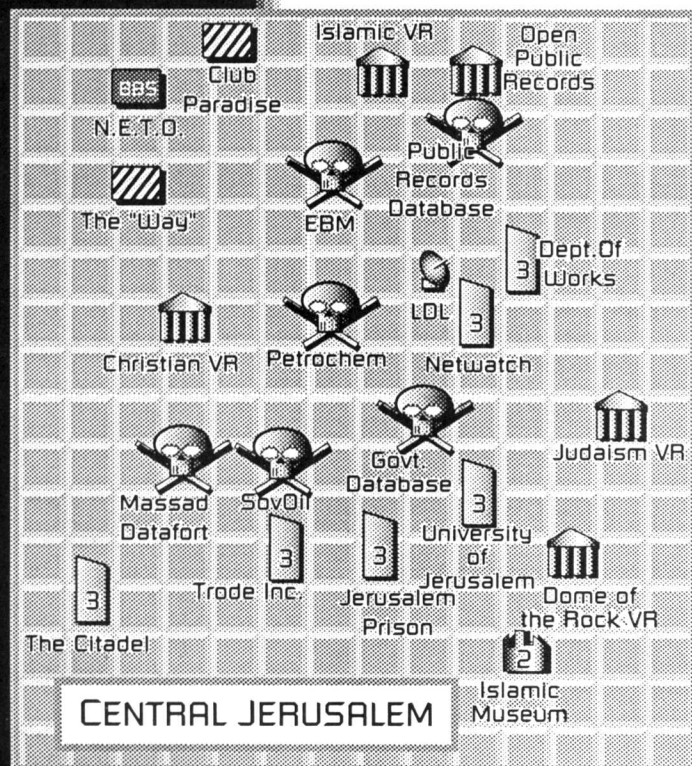 Islamic VR
Open
Public
Records
Club
Paradise
BBS
N.E.T.O.
Public
Records
Database
The "Way"
EBM
Dept.Of
Works
3
LDL
3
Christian VR
Petrochem
Netwatch
Judaism VR
Govt.
Database
Massad
Datafort
SovOil
3
University
of
Jerusalem
3
Trode Inc.
3
Jerusalem
Prison
3
The Citadel
Dome of
the Rock VR
2
Islamic
Museum
CENTRAL JERUSALEM